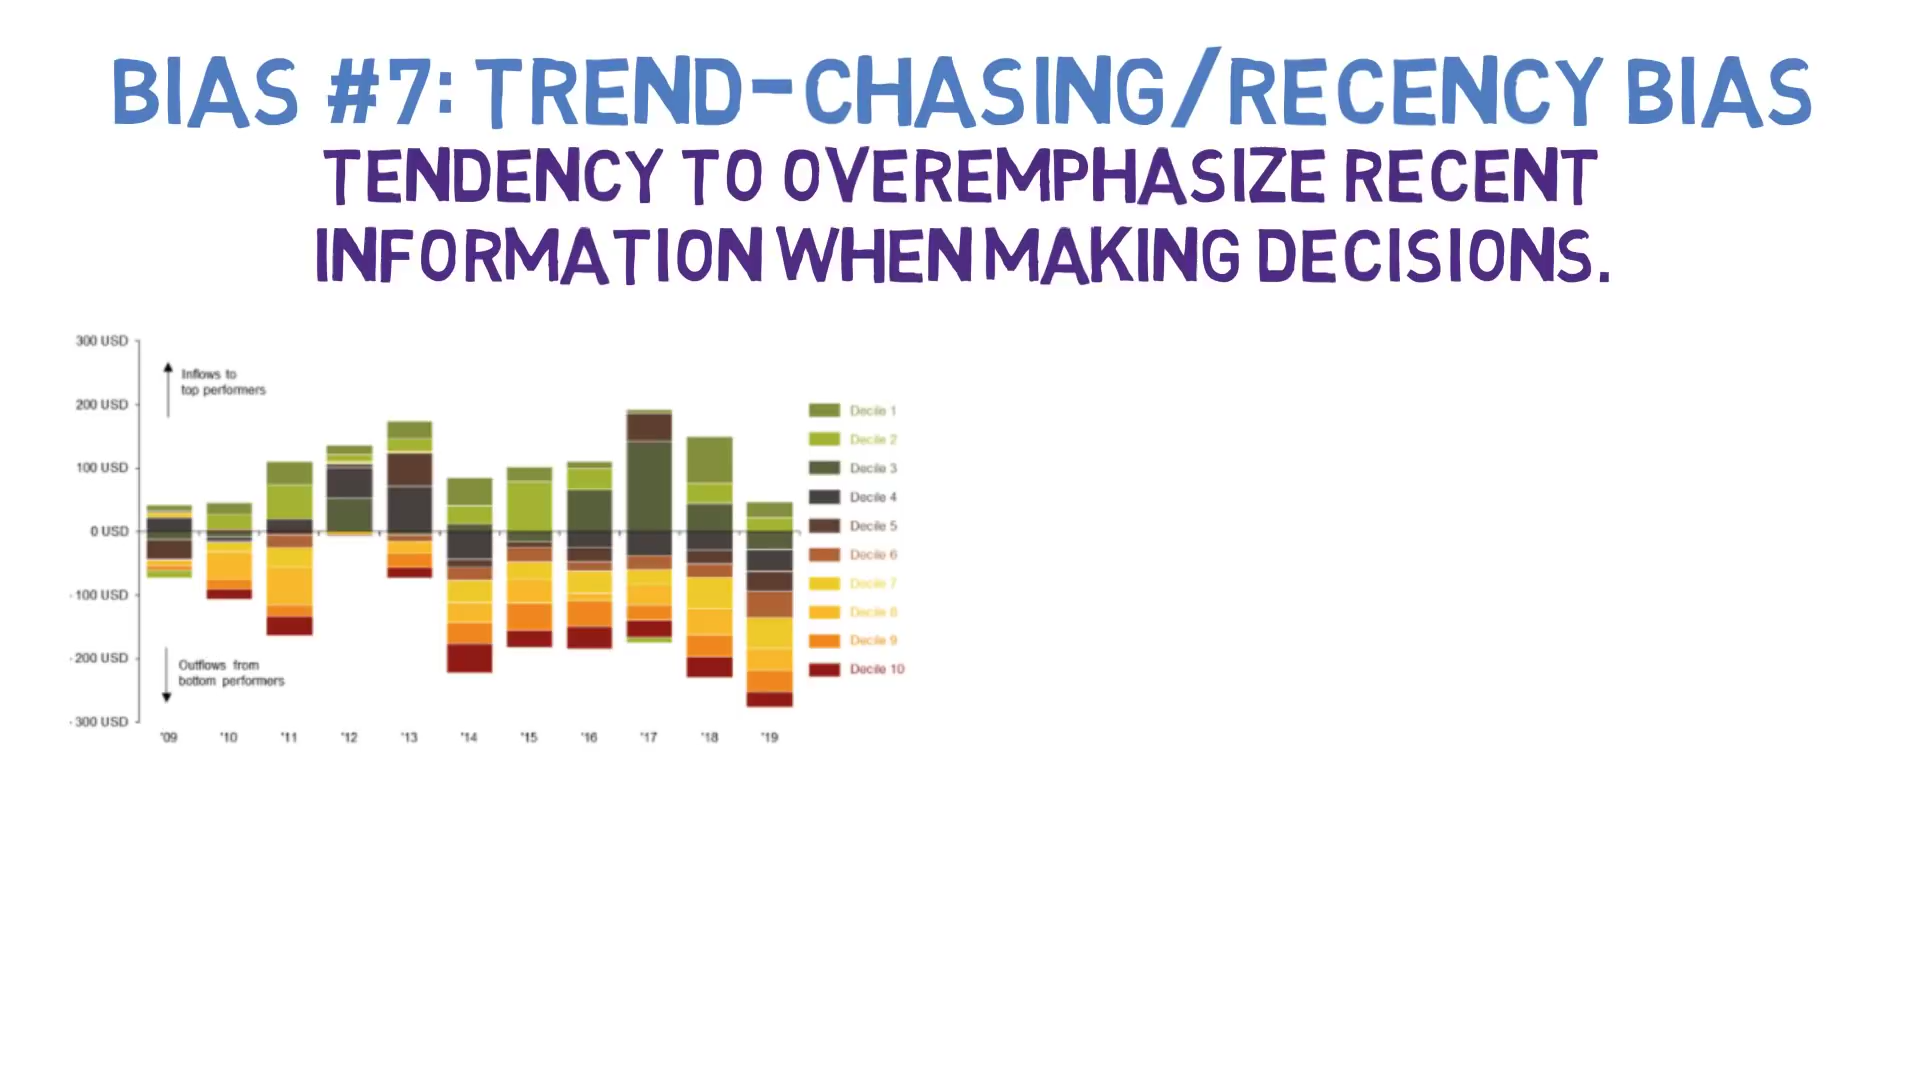 BIAS #7: TREND-CHASING/RECENCY BIAS
TENDENCY TO OVEREMPHASIZE RECENT
INFORMATION WHEN MAKING DECISIONS.
300 USD
200 USD
100 USD
0 USD
- 100 USD
- 200 USD
- 300 USD
Inflows to
top performers
Outflows from
bottom performers
'09 '10 '11 '12 '13 '14 '15 '16 '17 '18 '19
Decile 1
Decile 2
Decile 3
Decile 4
Decile 5
Decile 6
Decile 7
Decile 8
Decile 9
Decile 10